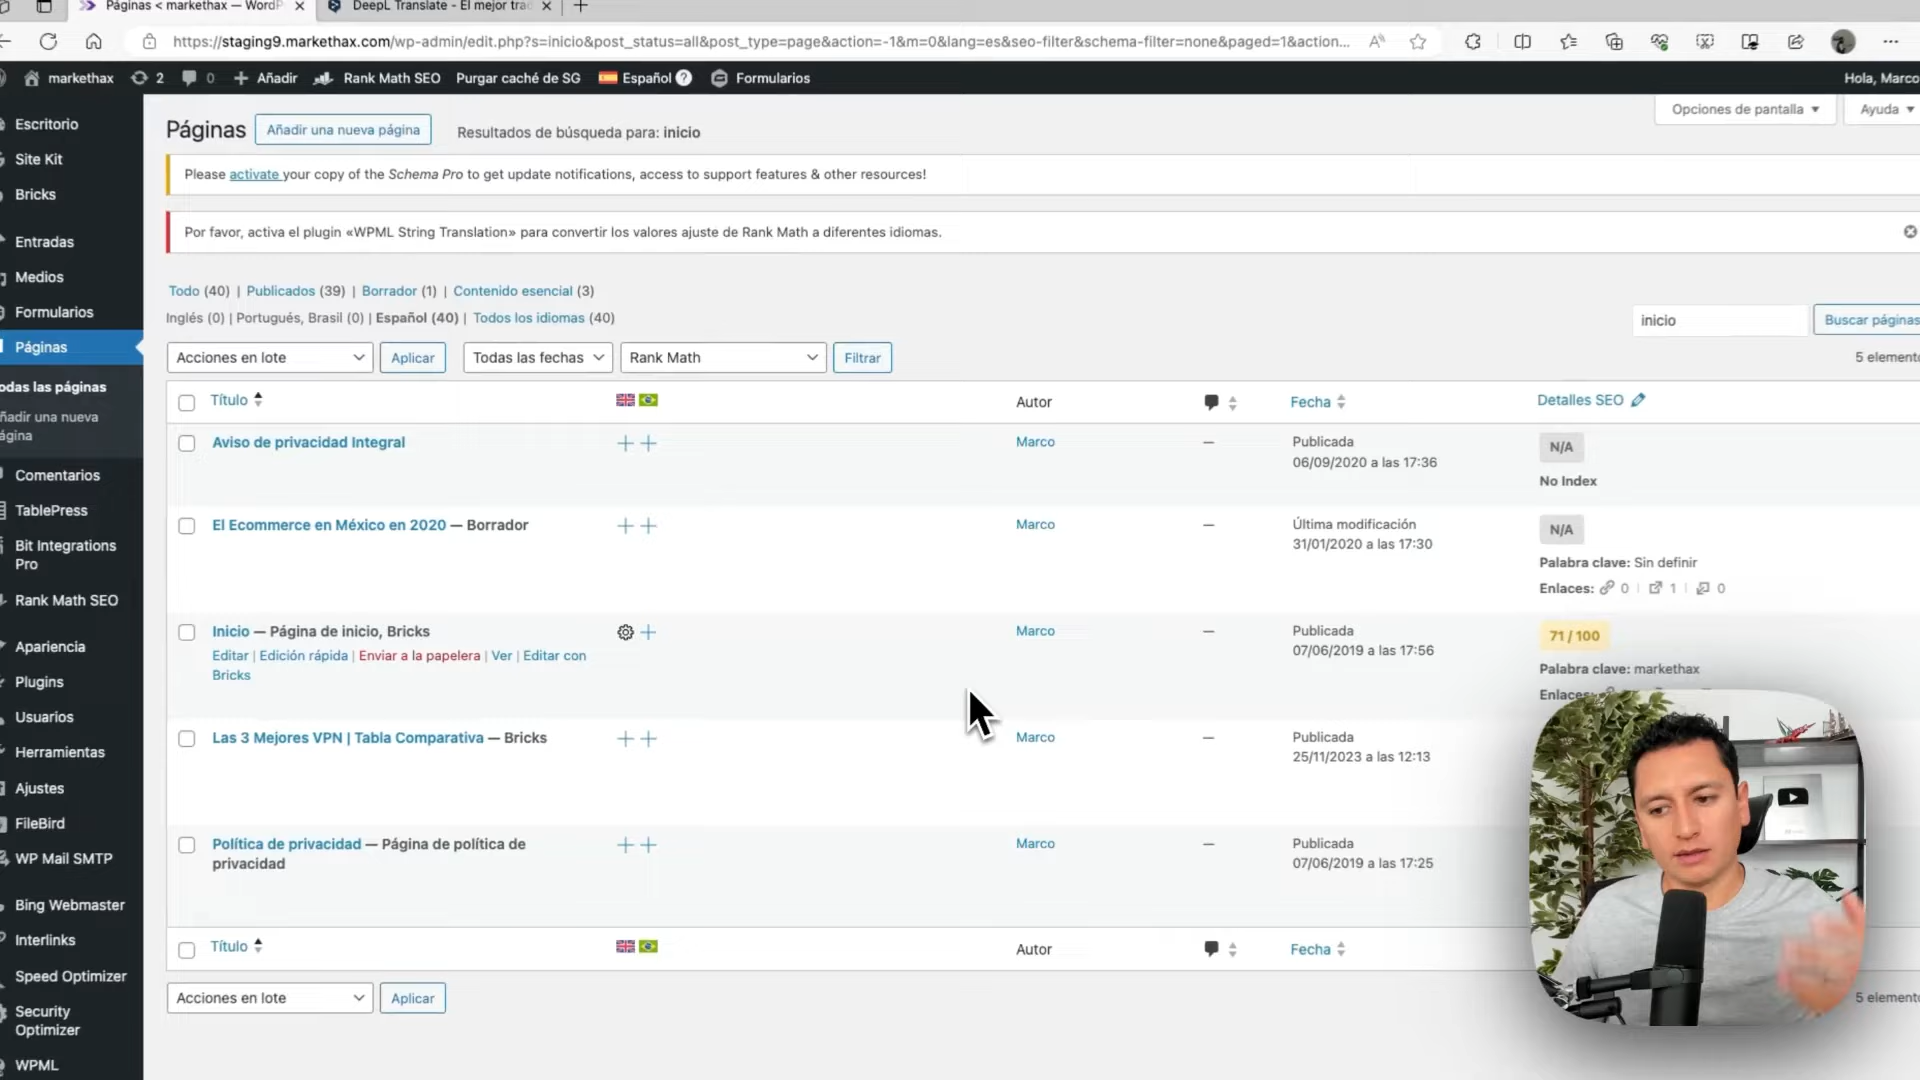 Páginas < markethax — WordP
DeepL Translate - El mejor tra
https://staging9.markethax.com/wp-admin/edit.php?s=inicio&post_status=all&post_type=page&action=-1&m=0&lang=es&seo-filter&schema-filter=none&paged=1&action...
markethax 2 0 Añadir Rank Math SEO Purgar caché de SG Español ? Formularios Hola, Marco
Escritorio
Site Kit
Bricks
Entradas
Medios
Formularios
Páginas
odas las páginas
ñadir una nueva
ágina
Comentarios
TablePress
Bit Integrations
Pro
Rank Math SEO
Apariencia
Plugins
Usuarios
Herramientas
Ajustes
FileBird
WP Mail SMTP
Bing Webmaster
Interlinks
Speed Optimizer
Security
Optimizer
WPML
Opciones de pantalla Ayuda
Páginas Añadir una nueva página Resultados de búsqueda para: inicio
Please activate your copy of the Schema Pro to get update notifications, access to support features & other resources!
Por favor, activa el plugin «WPML String Translation» para convertir los valores ajuste de Rank Math a diferentes idiomas.
Todo (40) | Publicados (39) | Borrador (1) | Contenido esencial (3)
Inglés (0) | Portugués, Brasil (0) | Español (40) | Todos los idiomas (40)
inicio Buscar páginas
Acciones en lote Aplicar Todas las fechas Rank Math Filtrar 5 elemento
Título Autor Fecha Detalles SEO
Aviso de privacidad Integral Marco — Publicada N/A
06/09/2020 a las 17:36
No Index
El Ecommerce en México en 2020 — Borrador Marco — Última modificación N/A
31/01/2020 a las 17:30
Palabra clave: Sin definir
Enlaces: 0 | 1 | 0
Inicio — Página de inicio, Bricks Marco — Publicada 71 / 100
Editar | Edición rápida | Enviar a la papelera | Ver | Editar con 07/06/2019 a las 17:56
Bricks Palabra clave: markethax
Enlaces:
Las 3 Mejores VPN | Tabla Comparativa — Bricks Marco — Publicada
25/11/2023 a las 12:13
Política de privacidad — Página de política de Marco — Publicada
privacidad 07/06/2019 a las 17:25
Título Autor Fecha
Acciones en lote Aplicar 5 elemento